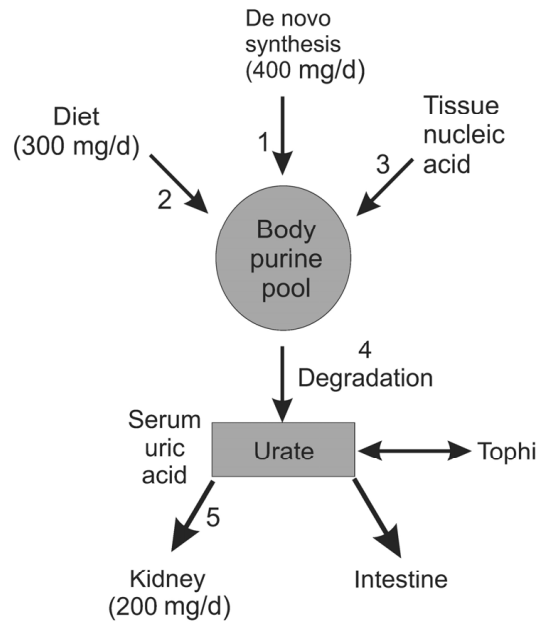 De novo
synthesis
(400 mg/d)
1
Diet
(300 mg/d)
2
Tissue
nucleic
acid
3
Body
purine
pool
4
Degradation
Serum
uric
acid
Urate
Tophi
5
Kidney
(200 mg/d)
Intestine